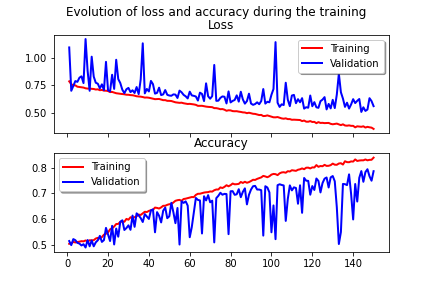 Evolution of loss and accuracy during the training
Loss
1.00
0.75
0.50
Training
Validation
Accuracy
0.8
0.7
0.6
0.5
Training
Validation
0 20 40 60 80 100 120 140